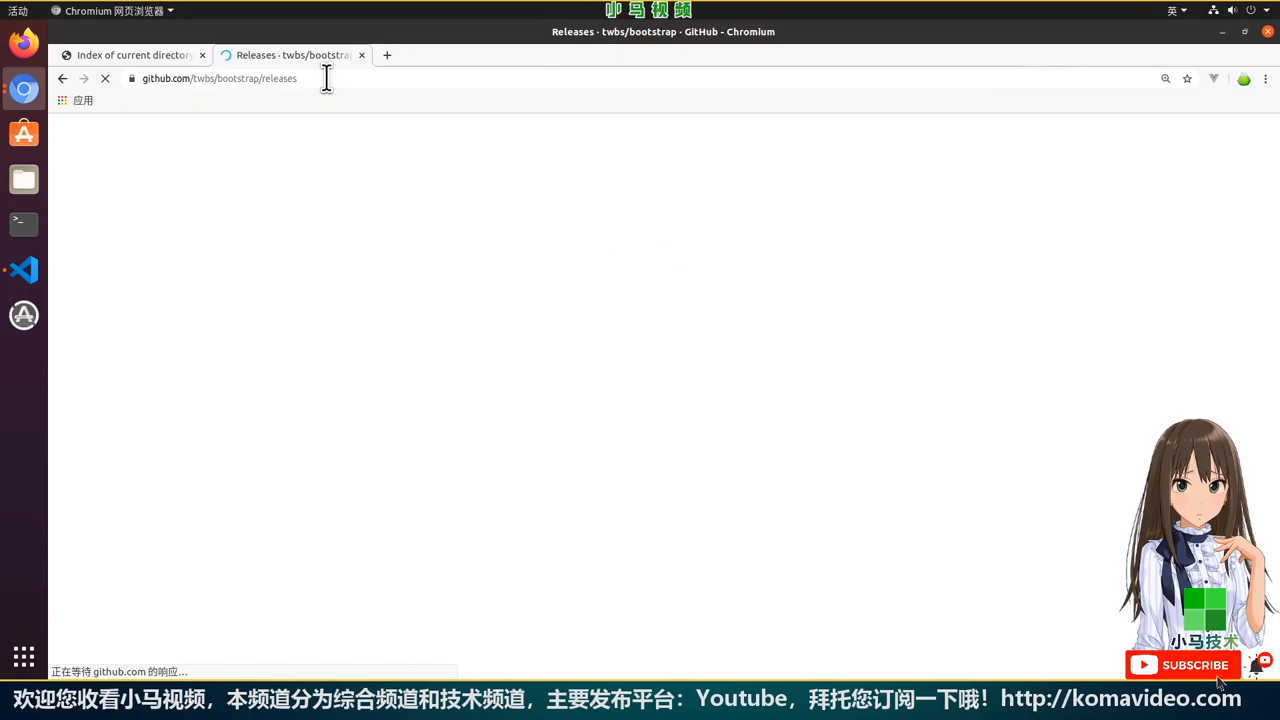 活动
Chromium 网页浏览器
小马视频
英
Releases · twbs/bootstrap · GitHub - Chromium
Index of current directory
Releases · twbs/bootstra
github.com/twbs/bootstrap/releases
应用
小马技术
SUBSCRIBE
正在等待 github.com 的响应…
欢迎您收看小马视频，本频道分为综合频道和技术频道，主要发布平台：Youtube，拜托您订阅一下哦！http://komavideo.com